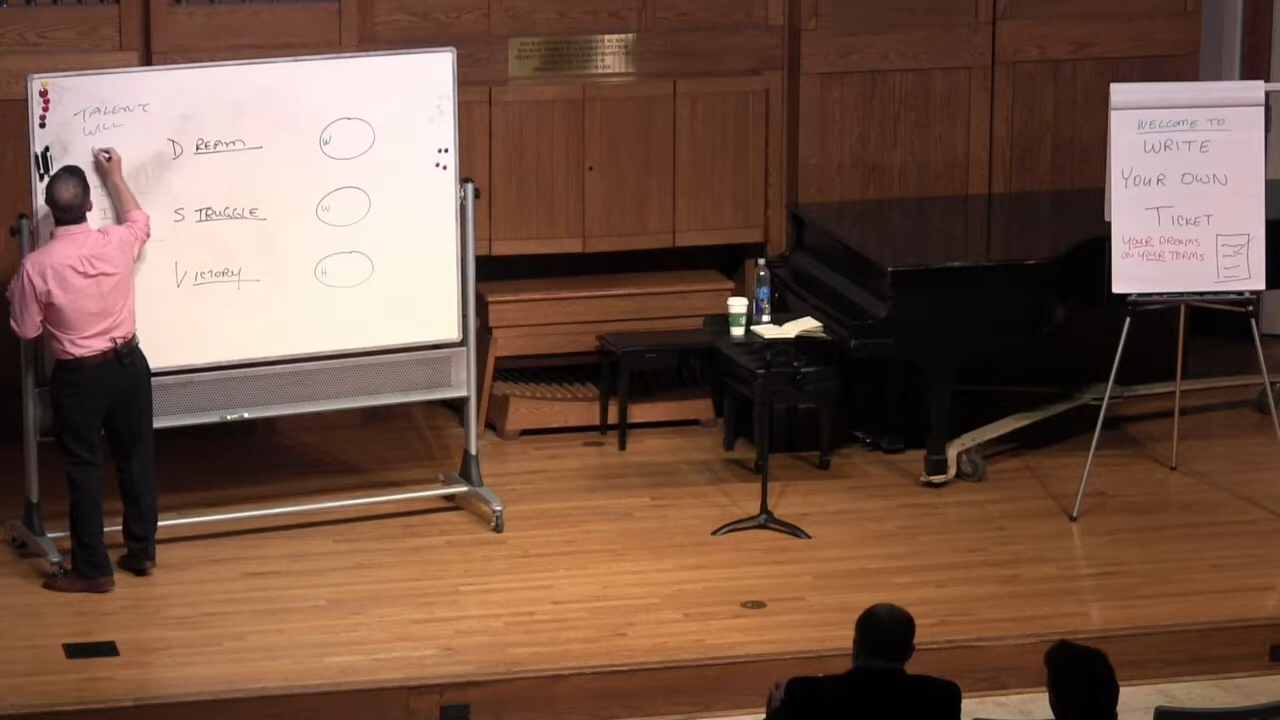 TALENT
WILL
DREAM
W
STRUGGLE
W
VICTORY
H
WELCOME TO
WRITE
YOUR OWN
TICKET
YOUR DREAMS
ON YOUR TERMS